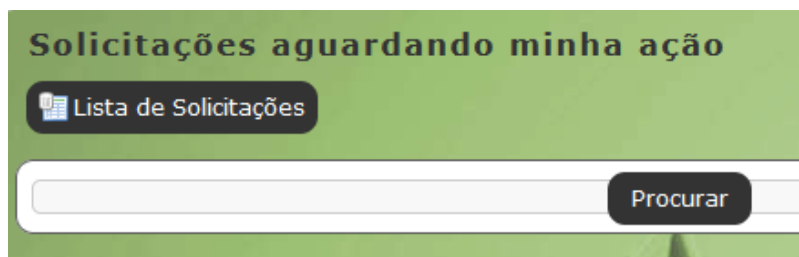 Solicitações aguardando minha ação
Lista de Solicitações
Procurar